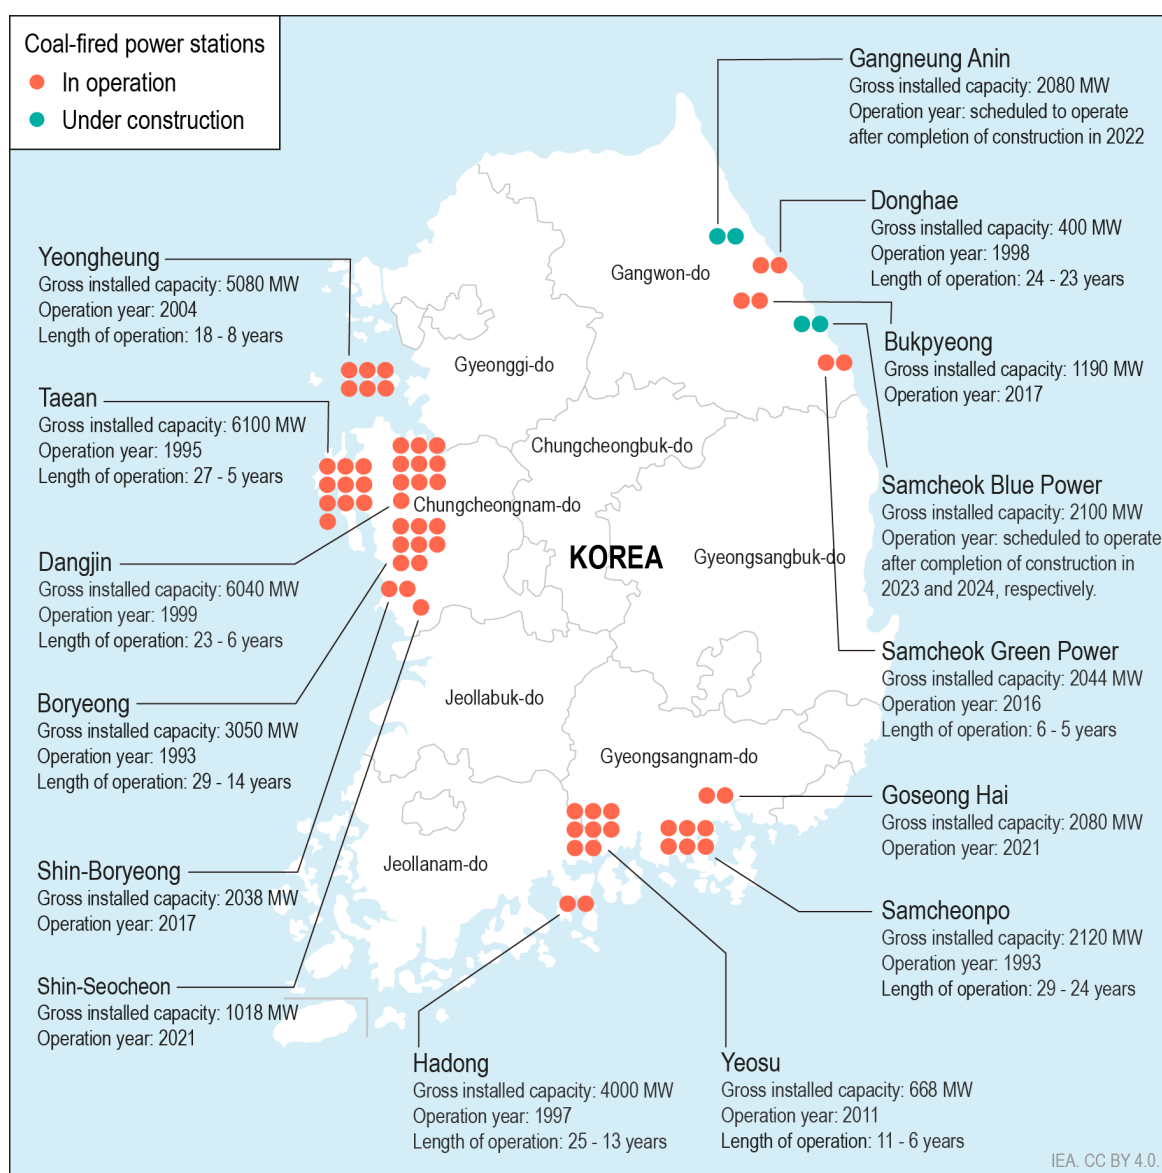 Coal-fired power stations
In operation
Under construction
Gangneung Anin
Gross installed capacity: 2080 MW
Operation year: scheduled to operate
after completion of construction in 2022
Donghae
Gross installed capacity: 400 MW
Operation year: 1998
Length of operation: 24 - 23 years
Yeongheung
Gross installed capacity: 5080 MW
Operation year: 2004
Length of operation: 18 - 8 years
Gangwon-do
Bukpyeong
Gross installed capacity: 1190 MW
Operation year: 2017
Gyeonggi-do
Taean
Gross installed capacity: 6100 MW
Operation year: 1995
Length of operation: 27 - 5 years
Chungcheongbuk-do
Chungcheongnam-do
Samcheok Blue Power
Gross installed capacity: 2100 MW
Operation year: scheduled to operate
after completion of construction in
2023 and 2024, respectively.
KOREA
Gyeongsangbuk-do
Dangjin
Gross installed capacity: 6040 MW
Operation year: 1999
Length of operation: 23 - 6 years
Samcheok Green Power
Gross installed capacity: 2044 MW
Operation year: 2016
Length of operation: 6 - 5 years
Boryeong
Gross installed capacity: 3050 MW
Operation year: 1993
Length of operation: 29 - 14 years
Jeollabuk-do
Gyeongsangnam-do
Goseong Hai
Gross installed capacity: 2080 MW
Operation year: 2021
Shin-Boryeong
Gross installed capacity: 2038 MW
Operation year: 2017
Jeollanam-do
Samcheonpo
Gross installed capacity: 2120 MW
Operation year: 1993
Length of operation: 29 - 24 years
Shin-Seocheon
Gross installed capacity: 1018 MW
Operation year: 2021
Hadong
Gross installed capacity: 4000 MW
Operation year: 1997
Length of operation: 25 - 13 years
Yeosu
Gross installed capacity: 668 MW
Operation year: 2011
Length of operation: 11 - 6 years
IEA. CC BY 4.0.